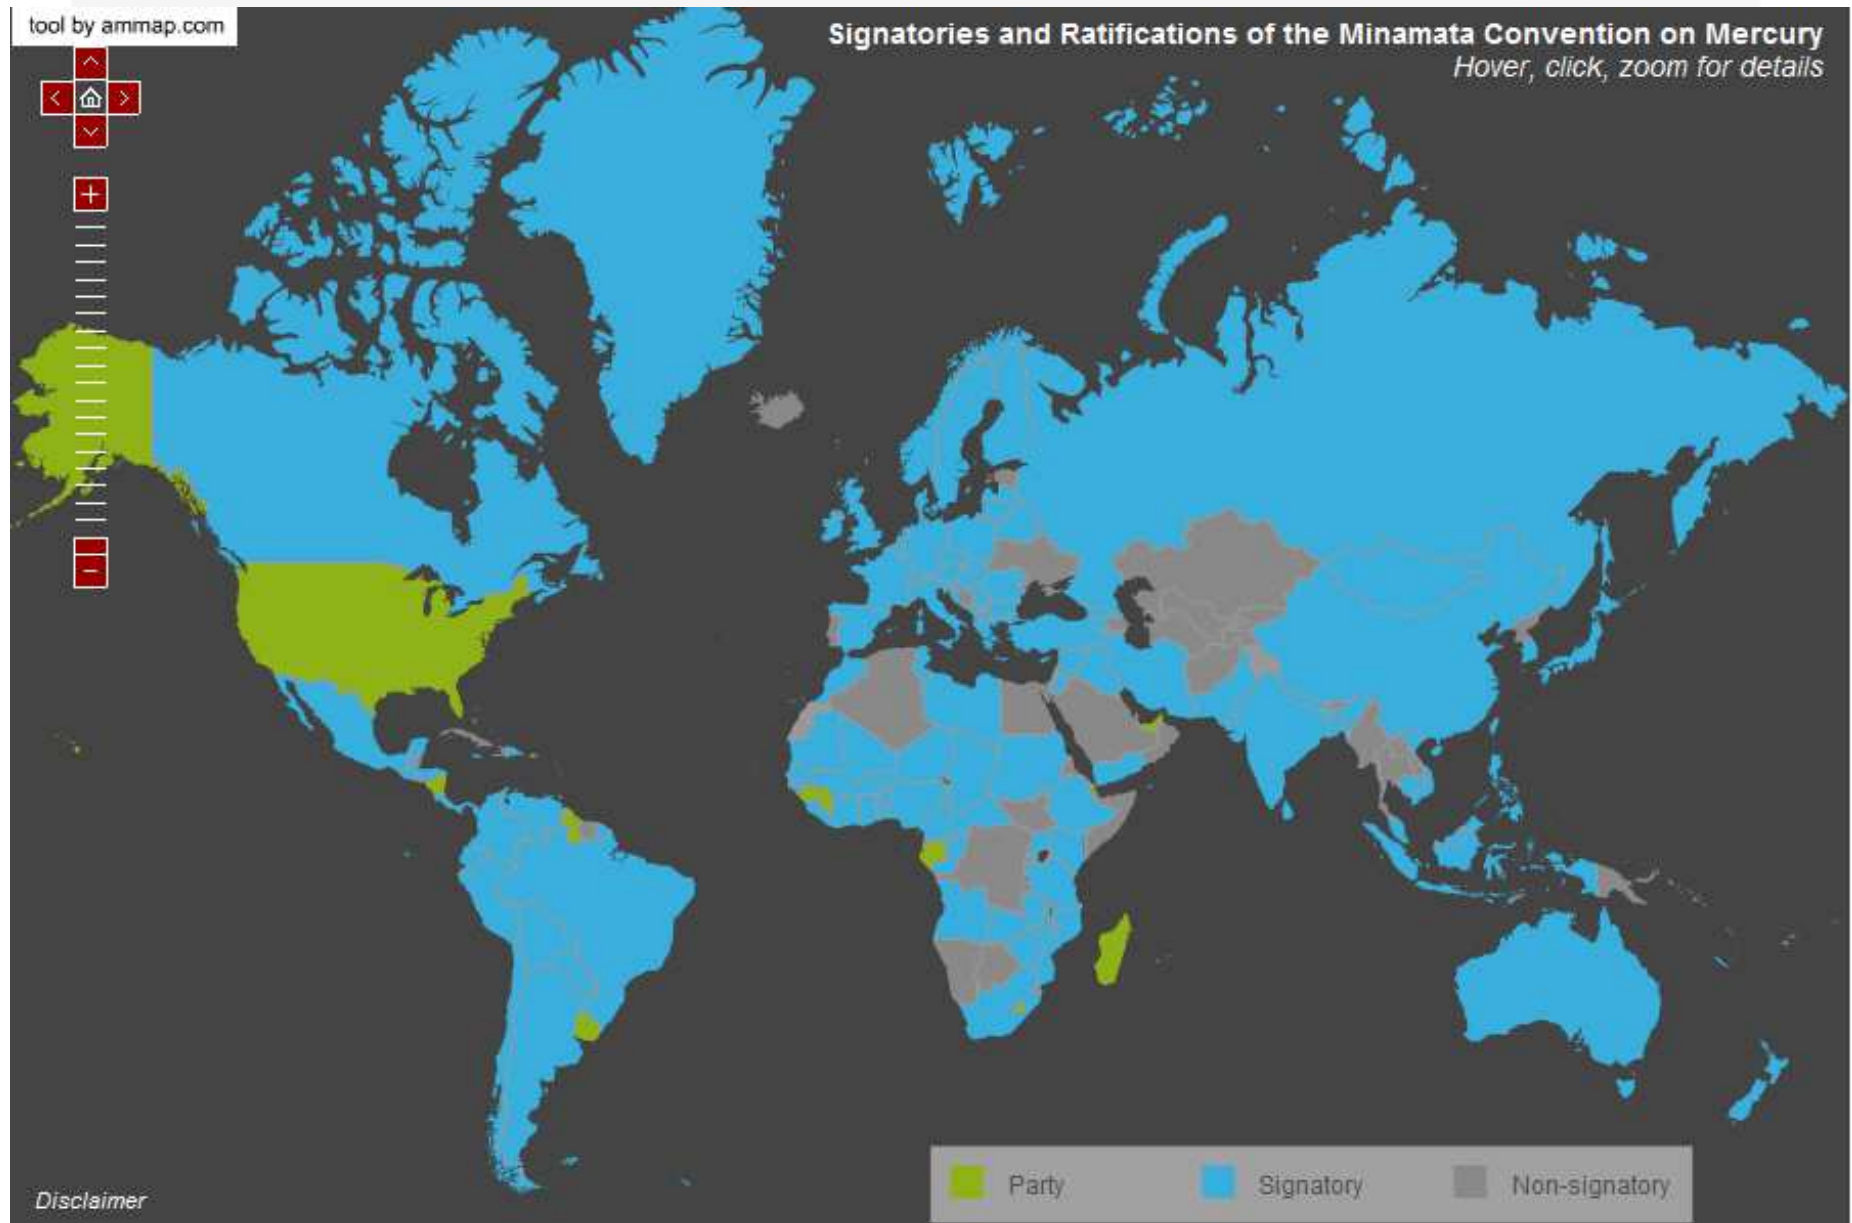 tool by ammap.com
Signatories and Ratifications of the Minamata Convention on Mercury
Hover, click, zoom for details
Party
Signatory
Non-signatory
Disclaimer